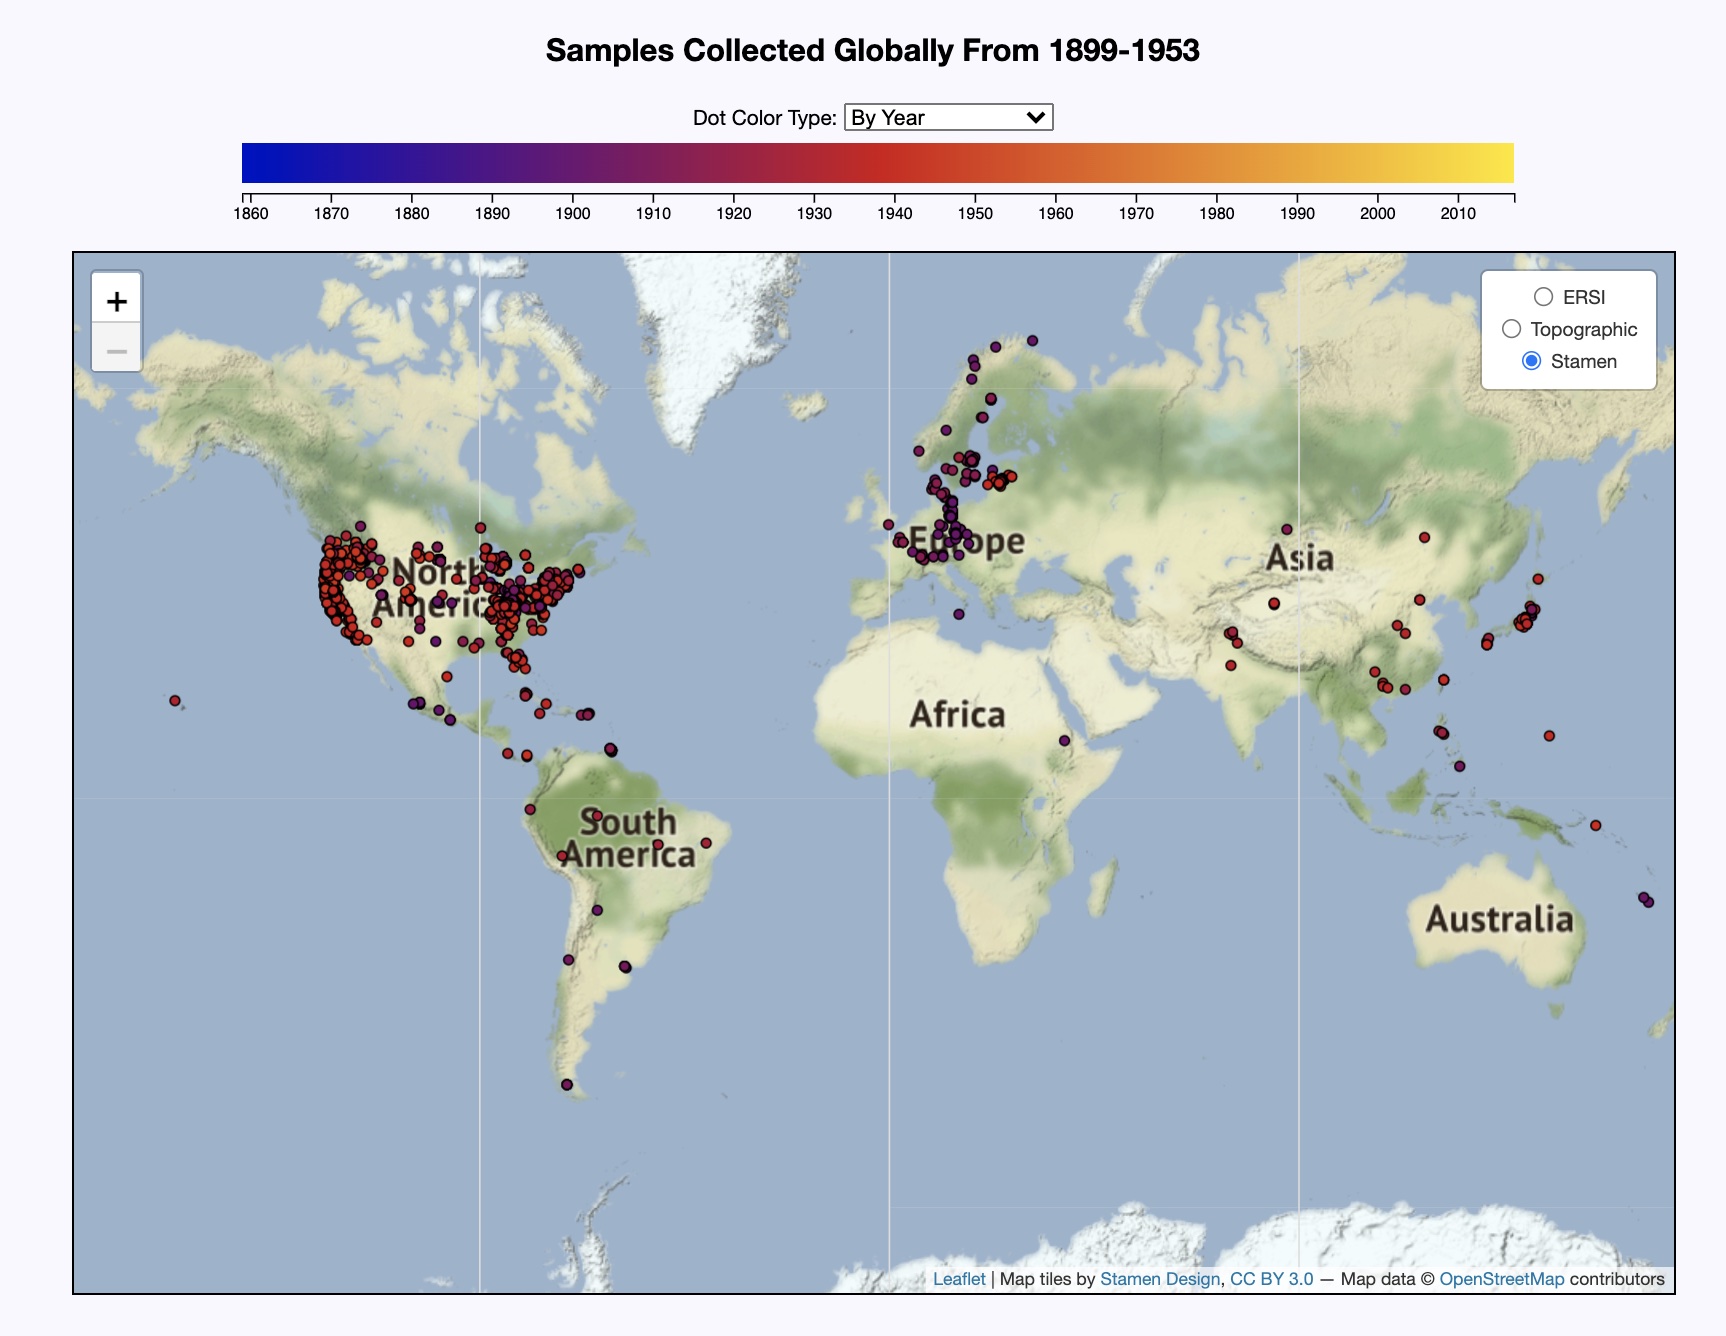 Samples Collected Globally From 1899-1953
Dot Color Type: By Year
1860 1870 1880 1890 1900 1910 1920 1930 1940 1950 1960 1970 1980 1990 2000 2010
+
−
ERSI
Topographic
Stamen
North
America
Europe
Asia
Africa
South
America
Australia
Leaflet | Map tiles by Stamen Design, CC BY 3.0 — Map data © OpenStreetMap contributors